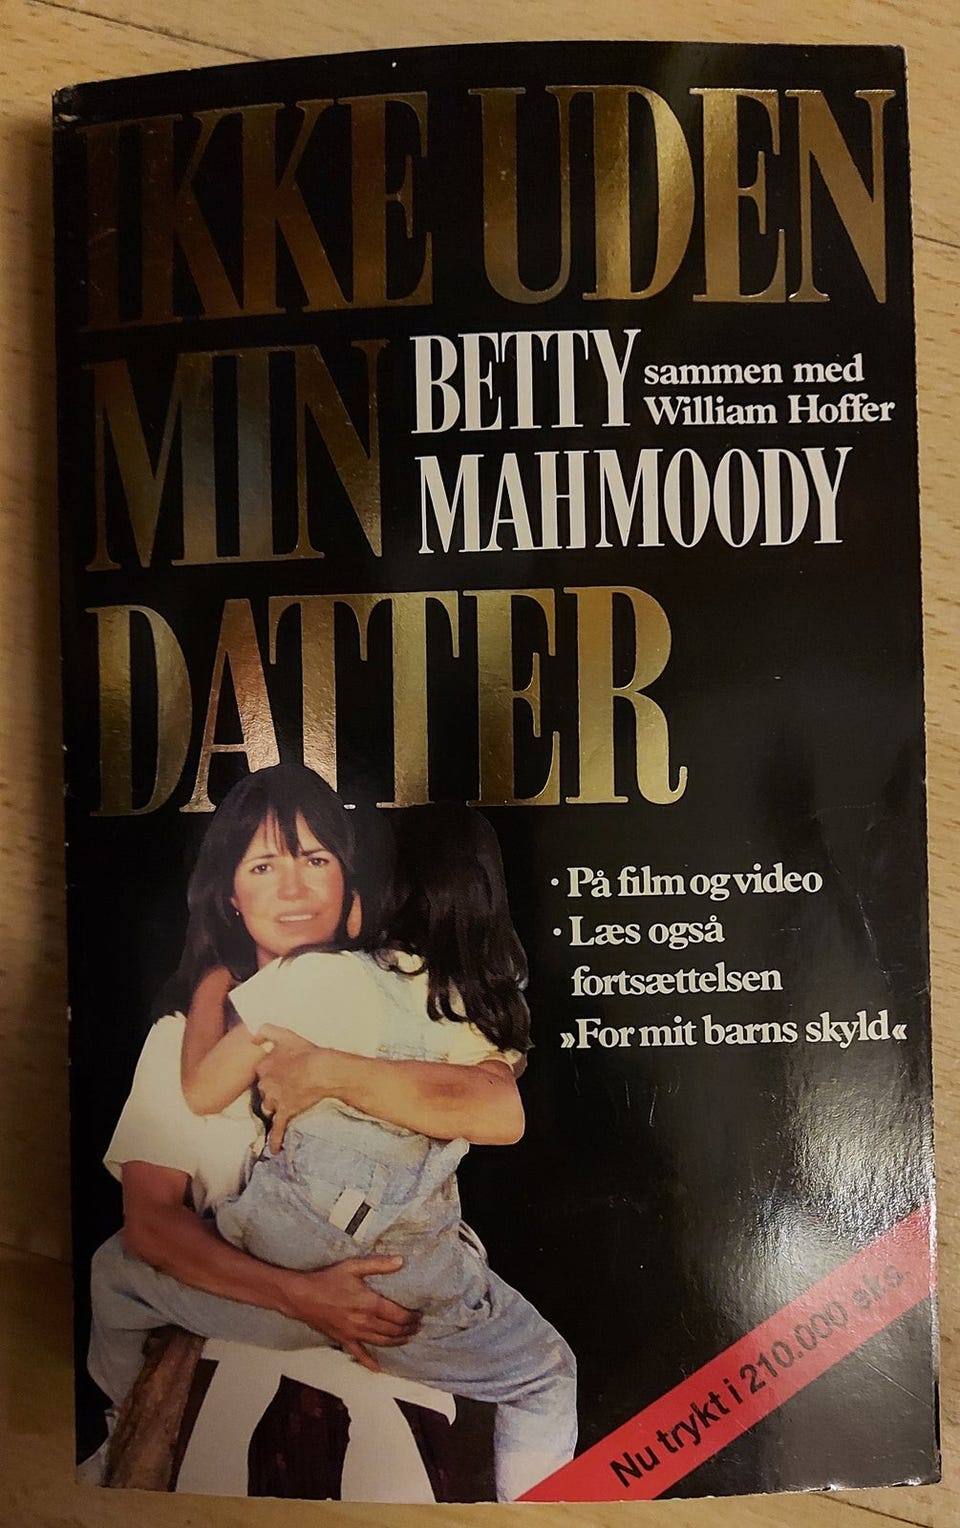 IKKE UDEN
MIN
DATTER
BETTY
MAHMOODY
sammen med
William Hoffer
· På film og video
· Læs også
fortsættelsen
»For mit barns skyld«
Nu trykt i 210.000 eks.